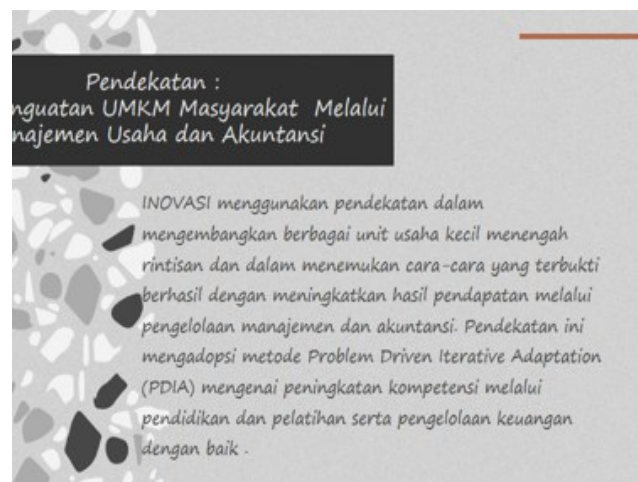 Pendekatan :
nguatan UMKM Masyarakat Melalui
najemen Usaha dan Akuntansi
INOVASI menggunakan pendekatan dalam
mengembangkan berbagai unit usaha kecil menengah
rintisan dan dalam menemukan cara-cara yang terbukti
berhasil dengan meningkatkan hasil pendapatan melalui
pengelolaan manajemen dan akuntansi. Pendekatan ini
mengadopsi metode Problem Driven Iterative Adaptation
(PDIA) mengenai peningkatan kompetensi melalui
pendidikan dan pelatihan serta pengelolaan keuangan
dengan baik .